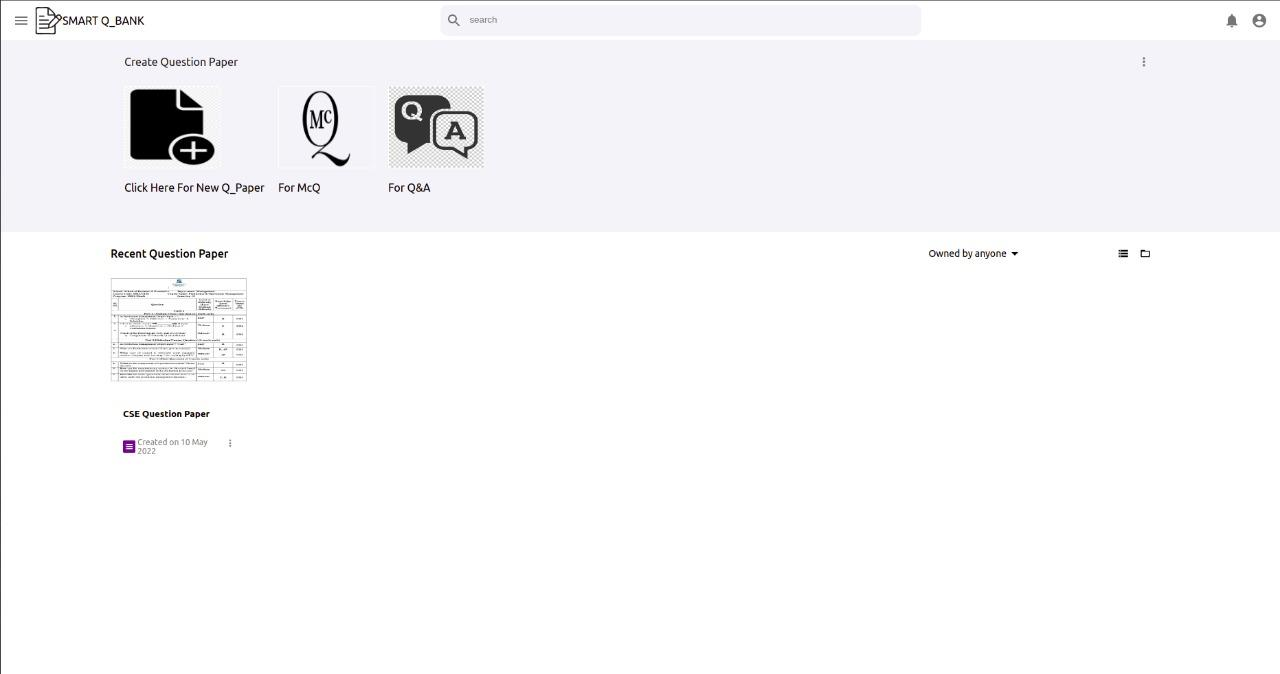 SMART Q_BANK
search
Create Question Paper
Mc
Q
Q
A
Click Here For New Q_Paper
For McQ
For Q&A
Recent Question Paper
Owned by anyone
CSE Question Paper
Created on 10 May
2022